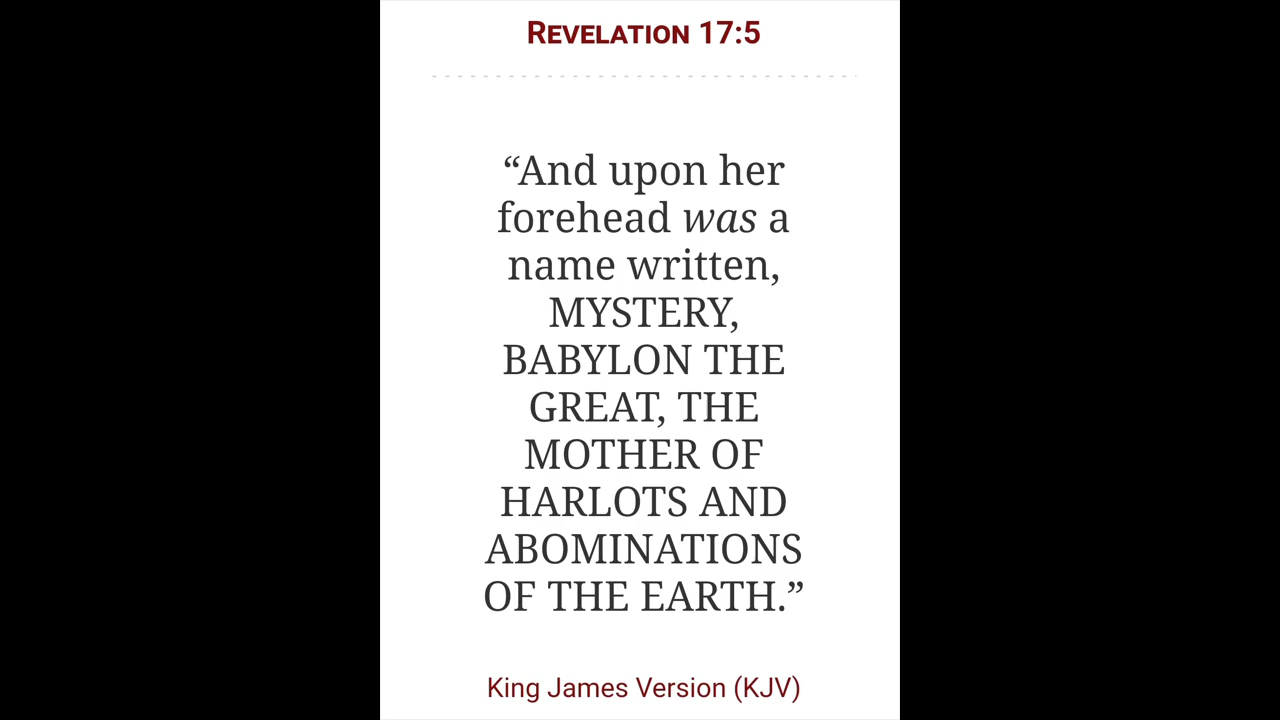 REVELATION 17:5
“And upon her
forehead was a
name written,
MYSTERY,
BABYLON THE
GREAT, THE
MOTHER OF
HARLOTS AND
ABOMINATIONS
OF THE EARTH.”
King James Version (KJV)